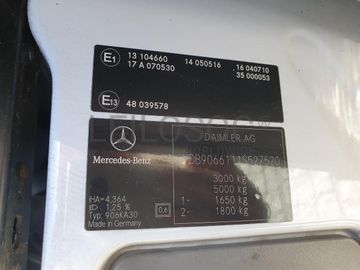 E1 13 104660 14 050516 16 040710
17 A 070530 35 000053
E13 48 039578
DAIMLER AG
Mercedes-Benz
3000 kg
5000 kg
iHA=4,364 1- 1650 kg
1,25 % 0,6 2- 1800 kg
Typ: 906KA30
Made in Germany